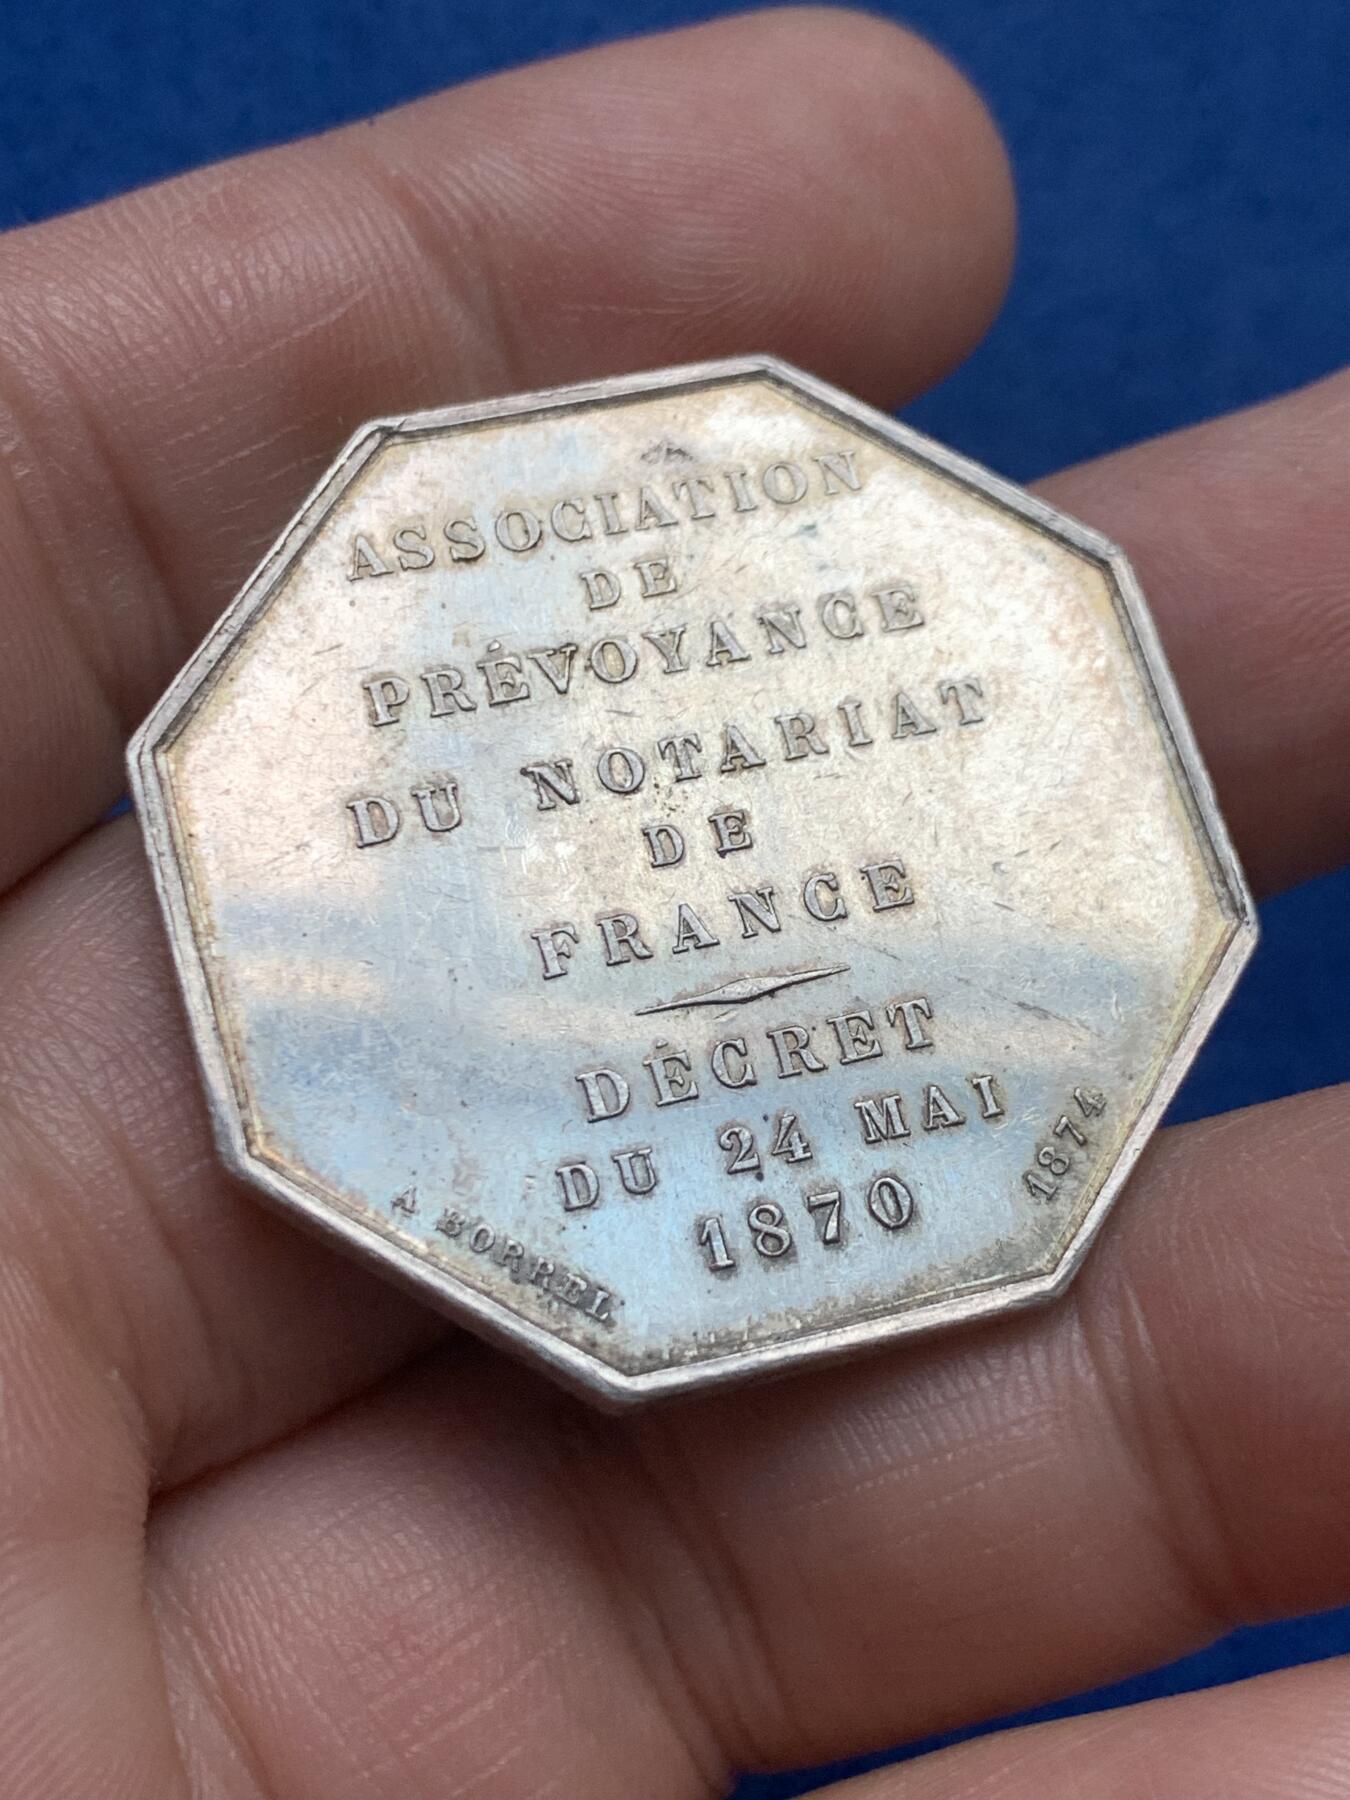 ASSOCIATION
DE
PRÉVOYANCE
DU NOTARIAT
DE
FRANCE
DÉCRET
DU 24 MAI
1870
A BORREL
1874